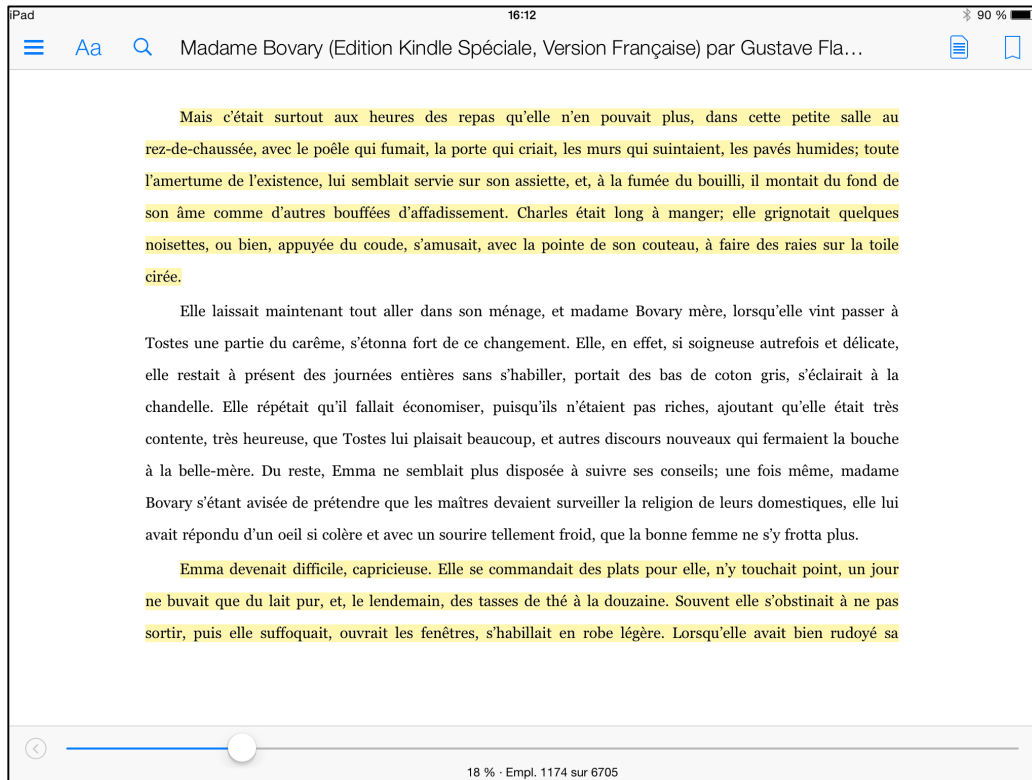 iPad 16:12 90 %
Aa Madame Bovary (Edition Kindle Spéciale, Version Française) par Gustave Fla…
Mais c’était surtout aux heures des repas qu’elle n’en pouvait plus, dans cette petite salle au
rez-de-chaussée, avec le poêle qui fumait, la porte qui criait, les murs qui suintaient, les pavés humides; toute
l’amertume de l’existence, lui semblait servie sur son assiette, et, à la fumée du bouilli, il montait du fond de
son âme comme d’autres bouffées d’affadissement. Charles était long à manger; elle grignotait quelques
noisettes, ou bien, appuyée du coude, s’amusait, avec la pointe de son couteau, à faire des raies sur la toile
cirée.
Elle laissait maintenant tout aller dans son ménage, et madame Bovary mère, lorsqu’elle vint passer à
Tostes une partie du carême, s’étonna fort de ce changement. Elle, en effet, si soigneuse autrefois et délicate,
elle restait à présent des journées entières sans s’habiller, portait des bas de coton gris, s’éclairait à la
chandelle. Elle répétait qu’il fallait économiser, puisqu’ils n’étaient pas riches, ajoutant qu’elle était très
contente, très heureuse, que Tostes lui plaisait beaucoup, et autres discours nouveaux qui fermaient la bouche
à la belle-mère. Du reste, Emma ne semblait plus disposée à suivre ses conseils; une fois même, madame
Bovary s’étant avisée de prétendre que les maîtres devaient surveiller la religion de leurs domestiques, elle lui
avait répondu d’un oeil si colère et avec un sourire tellement froid, que la bonne femme ne s’y frotta plus.
Emma devenait difficile, capricieuse. Elle se commandait des plats pour elle, n’y touchait point, un jour
ne buvait que du lait pur, et, le lendemain, des tasses de thé à la douzaine. Souvent elle s’obstinait à ne pas
sortir, puis elle suffoquait, ouvrait les fenêtres, s’habillait en robe légère. Lorsqu’elle avait bien rudoyé sa
18 % · Empl. 1174 sur 6705